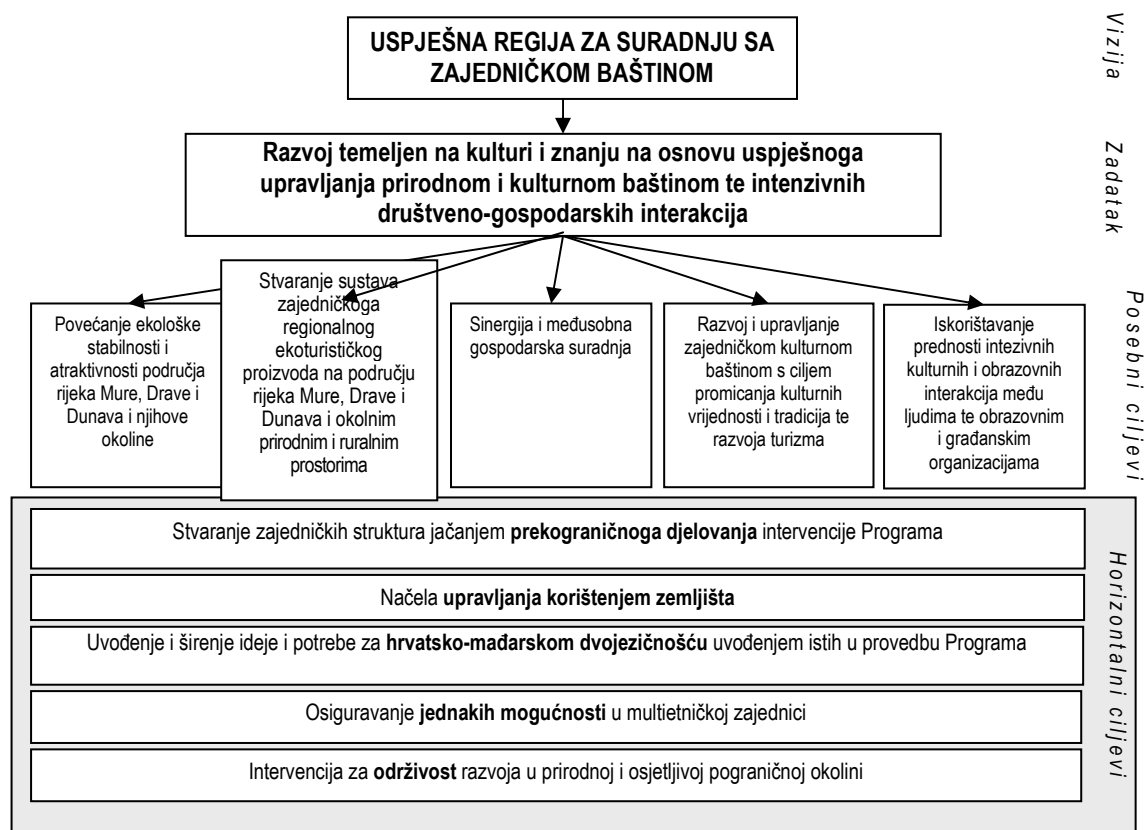 USPJEŠNA REGIJA ZA SURADNJU SA
ZAJEDNIČKOM BAŠTINOM
Vizija
Razvoj temeljen na kulturi i znanju na osnovu uspješnoga
upravljanja prirodnom i kulturnom baštinom te intenzivnih
društveno-gospodarskih interakcija
Zadatak
Povećanje ekološke
stabilnosti i
atraktivnosti područja
rijeka Mure, Drave i
Dunava i njihove
okoline
Stvaranje sustava
zajedničkoga
regionalnog
ekoturističkog
proizvoda na području
rijeka Mure, Drave i
Dunava i okolnim
prirodnim i ruralnim
prostorima
Sinergija i međusobna
gospodarska suradnja
Razvoj i upravljanje
zajedničkom kulturnom
baštinom s ciljem
promicanja kulturnih
vrijednosti i tradicija te
razvoja turizma
Iskorištavanje
prednosti intezivnih
kulturnih i obrazovnih
interakcija među
ljudima te obrazovnim
i građanskim
organizacijama
Posebni ciljevi
Stvaranje zajedničkih struktura jačanjem prekograničnoga djelovanja intervencije Programa
Načela upravljanja korištenjem zemljišta
Uvođenje i širenje ideje i potrebe za hrvatsko-mađarskom dvojezičnošću uvođenjem istih u provedbu Programa
Osiguravanje jednakih mogućnosti u multietničkoj zajednici
Intervencija za održivost razvoja u prirodnoj i osjetljivoj pograničnoj okolini
Horizontalni ciljevi